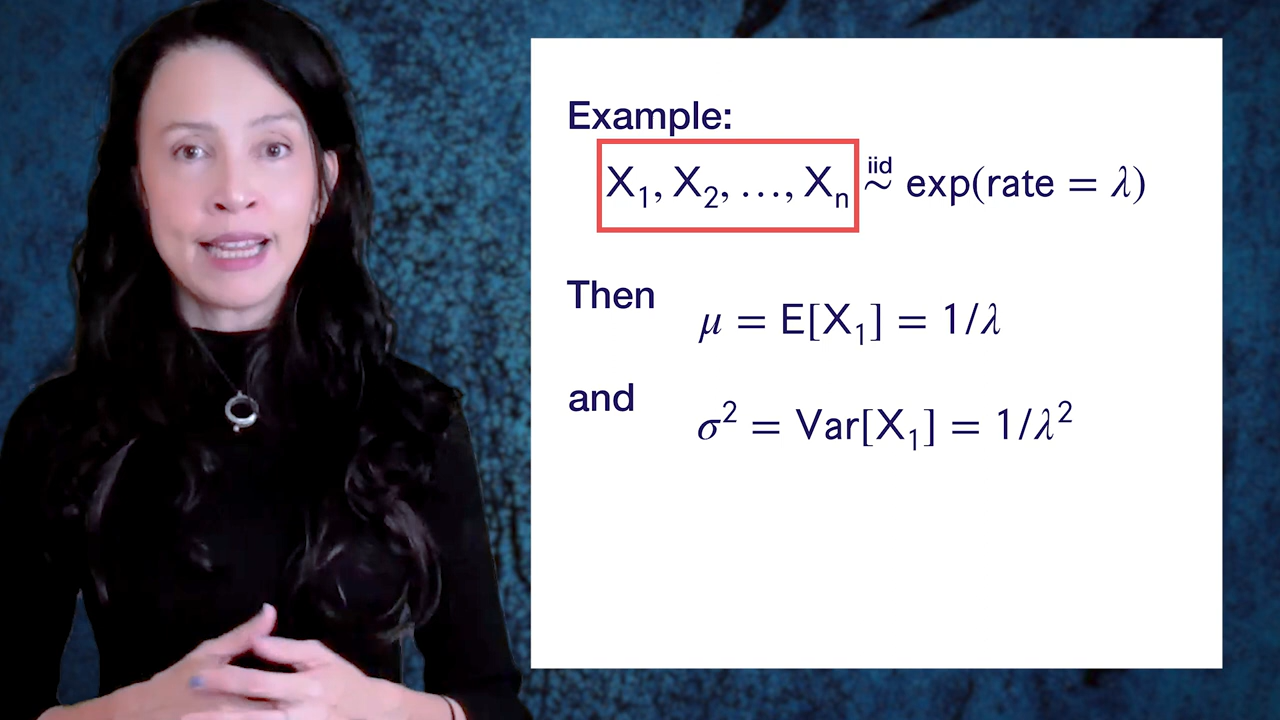 Example:
X₁, X₂, …, Xₙ iid ~ exp(rate = λ)
Then μ = E[X₁] = 1/λ
and σ² = Var[X₁] = 1/λ²